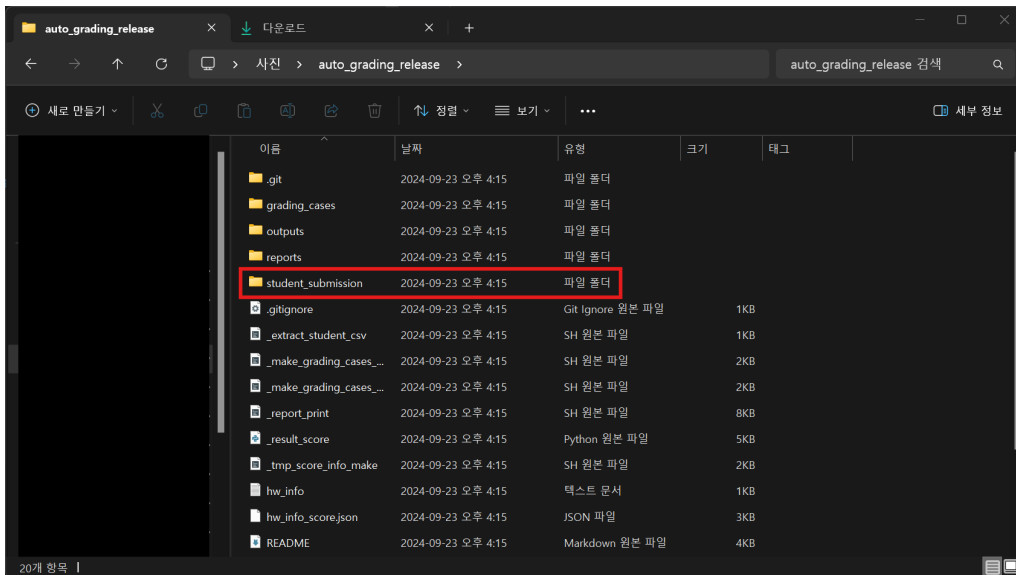 auto_grading_release
다운로드
사진 > auto_grading_release >
auto_grading_release 검색
새로 만들기
정렬
보기
세부 정보
이름 날짜 유형 크기 태그
.git 2024-09-23 오후 4:15 파일 폴더
grading_cases 2024-09-23 오후 4:15 파일 폴더
outputs 2024-09-23 오후 4:15 파일 폴더
reports 2024-09-23 오후 4:15 파일 폴더
student_submission 2024-09-23 오후 4:15 파일 폴더
.gitignore 2024-09-23 오후 4:15 Git Ignore 원본 파일 1KB
_extract_student_csv 2024-09-23 오후 4:15 SH 원본 파일 1KB
_make_grading_cases_... 2024-09-23 오후 4:15 SH 원본 파일 2KB
_make_grading_cases_... 2024-09-23 오후 4:15 SH 원본 파일 2KB
_report_print 2024-09-23 오후 4:15 SH 원본 파일 8KB
_result_score 2024-09-23 오후 4:15 Python 원본 파일 5KB
_tmp_score_info_make 2024-09-23 오후 4:15 SH 원본 파일 2KB
hw_info 2024-09-23 오후 4:15 텍스트 문서 1KB
hw_info_score.json 2024-09-23 오후 4:15 JSON 파일 3KB
README 2024-09-23 오후 4:15 Markdown 원본 파일 4KB
20개 항목